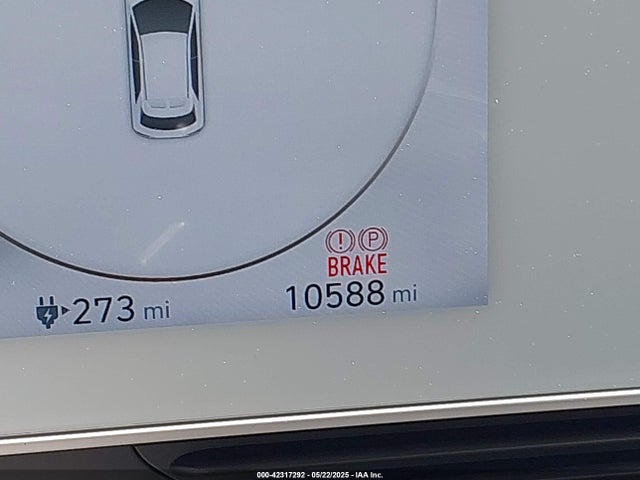 (!) (P)
BRAKE
273 mi
10588 mi
000-42317292 - 05/22/2025 - IAA Inc.